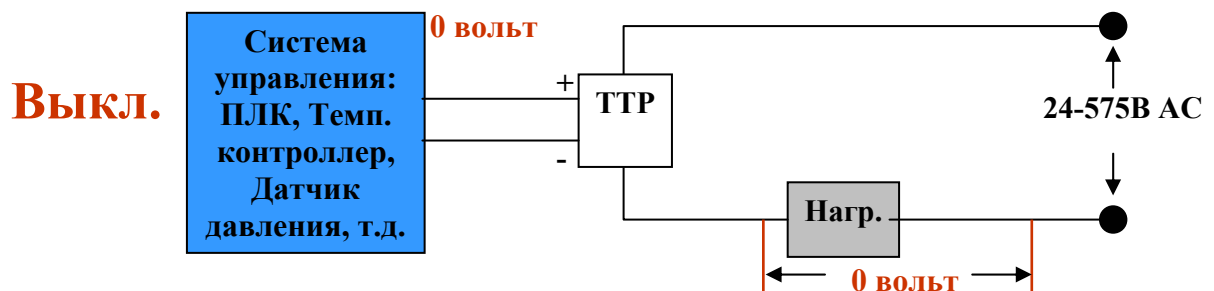 Выкл.
Система
управления:
ПЛК, Темп.
контроллер,
Датчик
давления, т.д.
0 вольт
+
-
ТТР
Нагр.
0 вольт
24-575В АС